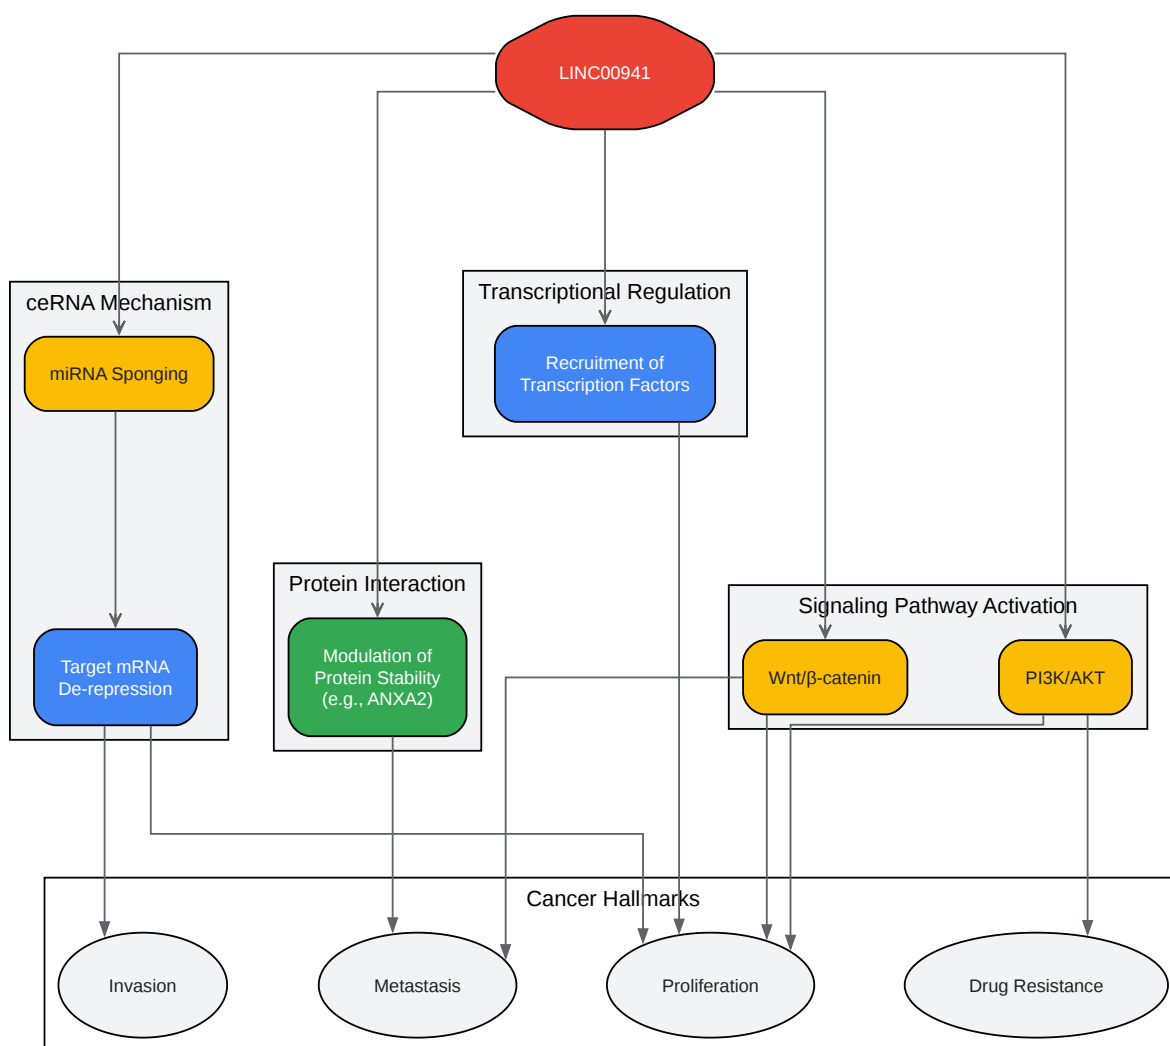 LINC00941
ceRNA Mechanism
miRNA Sponging
Target mRNA
De-repression
Transcriptional Regulation
Recruitment of
Transcription Factors
Protein Interaction
Modulation of
Protein Stability
(e.g., ANXA2)
Signaling Pathway Activation
Wnt/β-catenin
PI3K/AKT
Cancer Hallmarks
Invasion
Metastasis
Proliferation
Drug Resistance